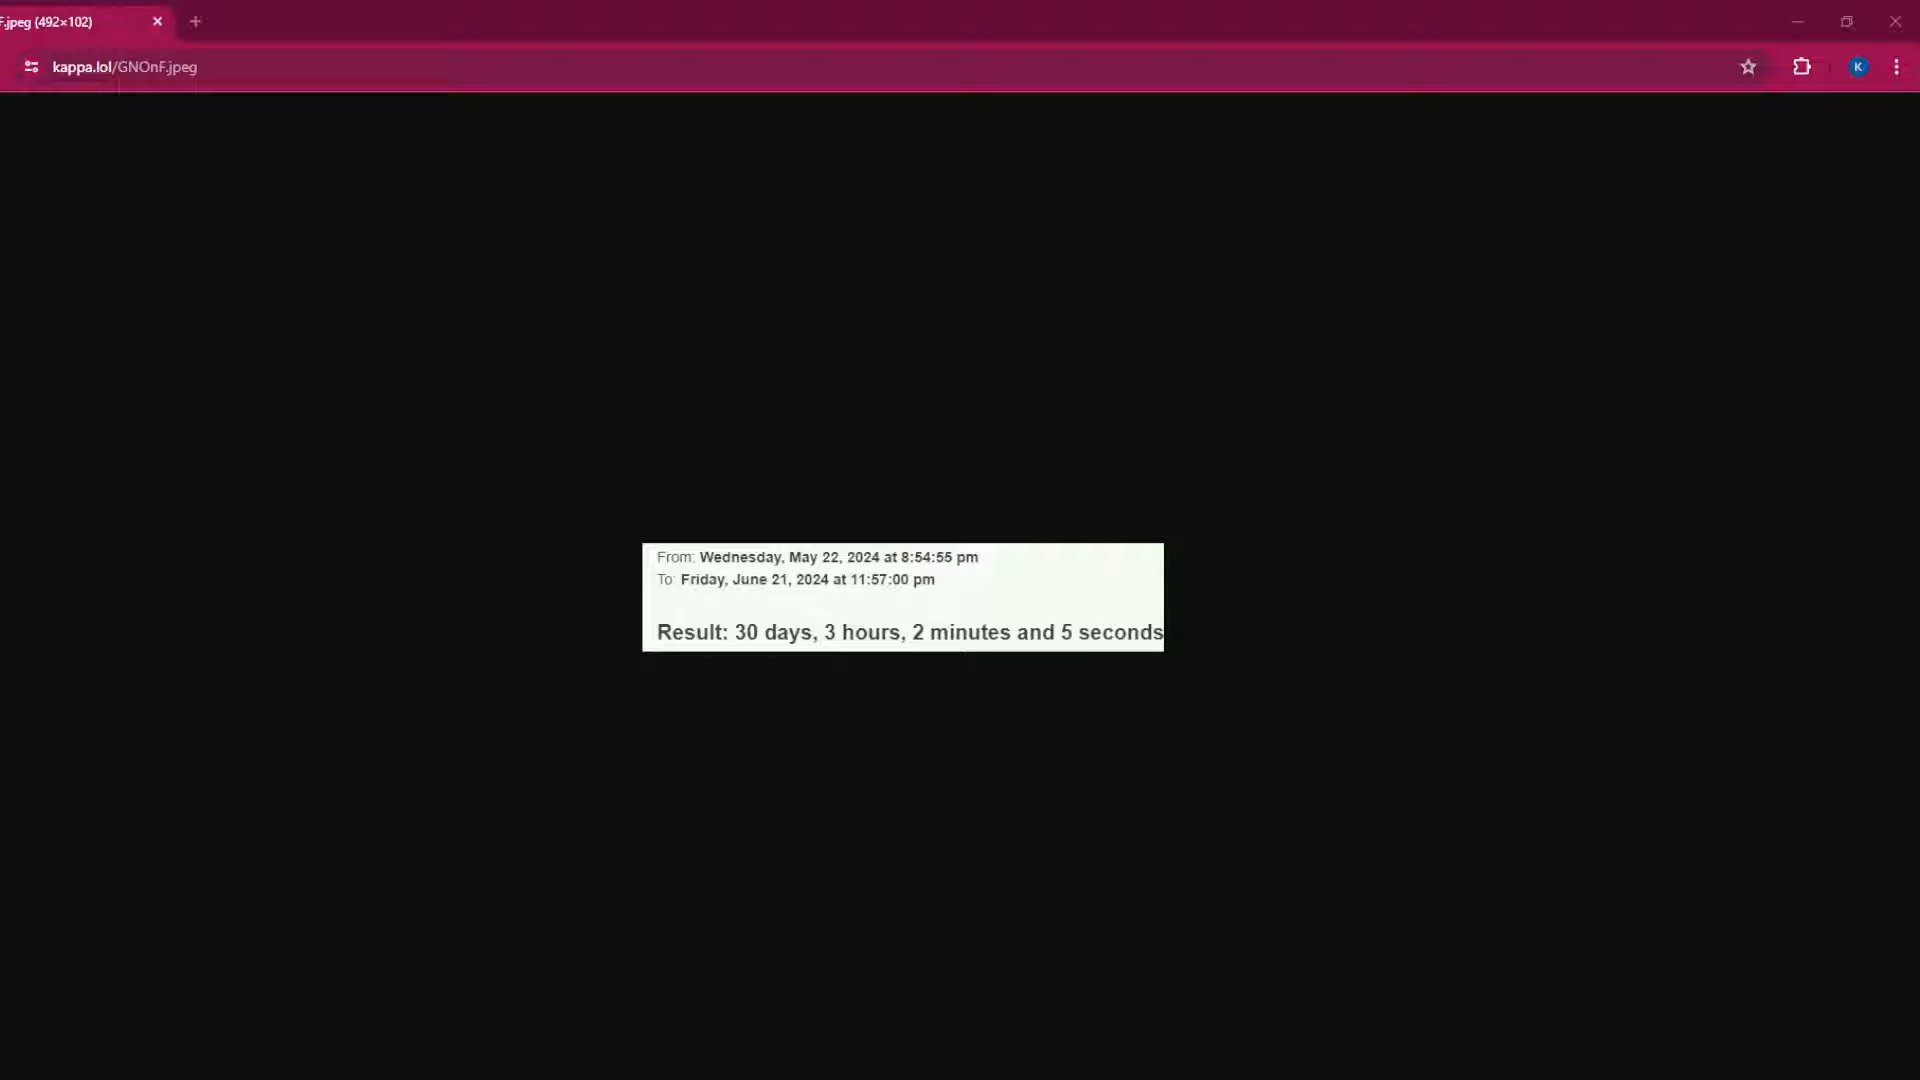 F.jpeg (492×102)
kappa.lol/GNOnF.jpeg
K
From: Wednesday, May 22, 2024 at 8:54:55 pm
To: Friday, June 21, 2024 at 11:57:00 pm
Result: 30 days, 3 hours, 2 minutes and 5 seconds